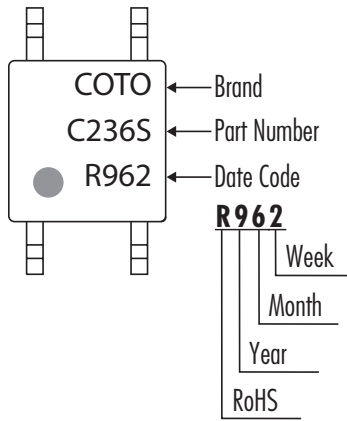 COTO
Brand
C236S
Part Number
R962
Date Code
R962
Week
Month
Year
RoHS